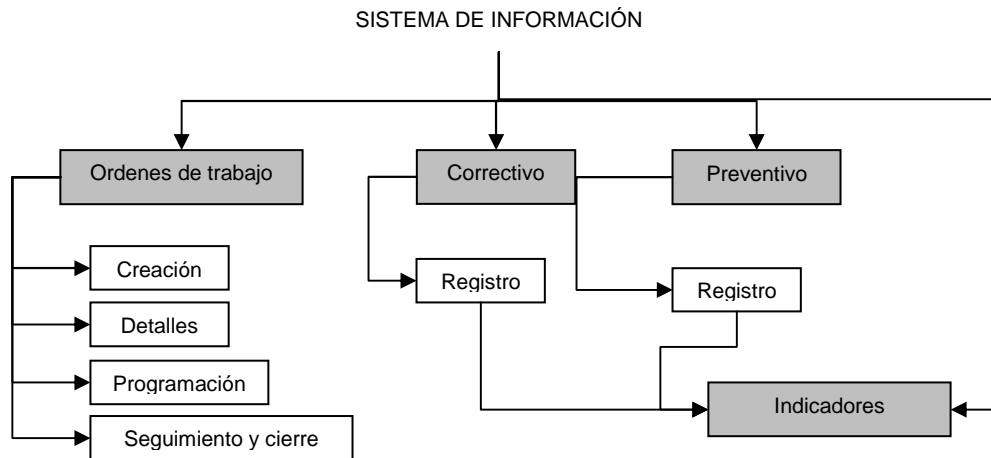 SISTEMA DE INFORMACIÓN
Ordenes de trabajo
Correctivo
Preventivo
Creación
Detalles
Programación
Seguimiento y cierre
Registro
Registro
Indicadores